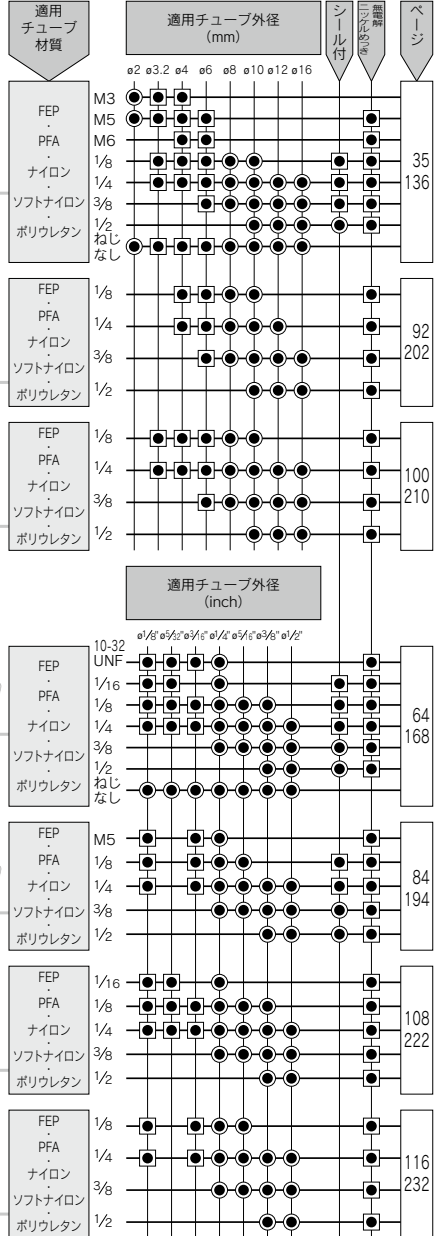 適用
チューブ
材質
適用チューブ外径
(mm)
シール付
無電解
ニッケルめっき
ページ
ø2 ø3.2 ø4 ø6 ø8 ø10 ø12 ø16
FEP
・
PFA
・
ナイロン
・
ソフトナイロン
・
ポリウレタン
M3
M5
M6
1/8
1/4
3/8
1/2
ねじ
なし
35
136
FEP
・
PFA
・
ナイロン
・
ソフトナイロン
・
ポリウレタン
1/8
1/4
3/8
1/2
92
202
FEP
・
PFA
・
ナイロン
・
ソフトナイロン
・
ポリウレタン
1/8
1/4
3/8
1/2
100
210
適用チューブ外径
(inch)
ø1/8" ø5/32" ø3/16" ø1/4" ø5/16" ø3/8" ø1/2"
FEP
・
PFA
・
ナイロン
・
ソフトナイロン
・
ポリウレタン
10-32
UNF
1/16
1/8
1/4
3/8
1/2
ねじ
なし
64
168
FEP
・
PFA
・
ナイロン
・
ソフトナイロン
・
ポリウレタン
M5
1/8
1/4
3/8
1/2
84
194
FEP
・
PFA
・
ナイロン
・
ソフトナイロン
・
ポリウレタン
1/16
1/8
1/4
3/8
1/2
108
222
FEP
・
PFA
・
ナイロン
・
ソフトナイロン
・
ポリウレタン
1/8
1/4
3/8
1/2
116
232